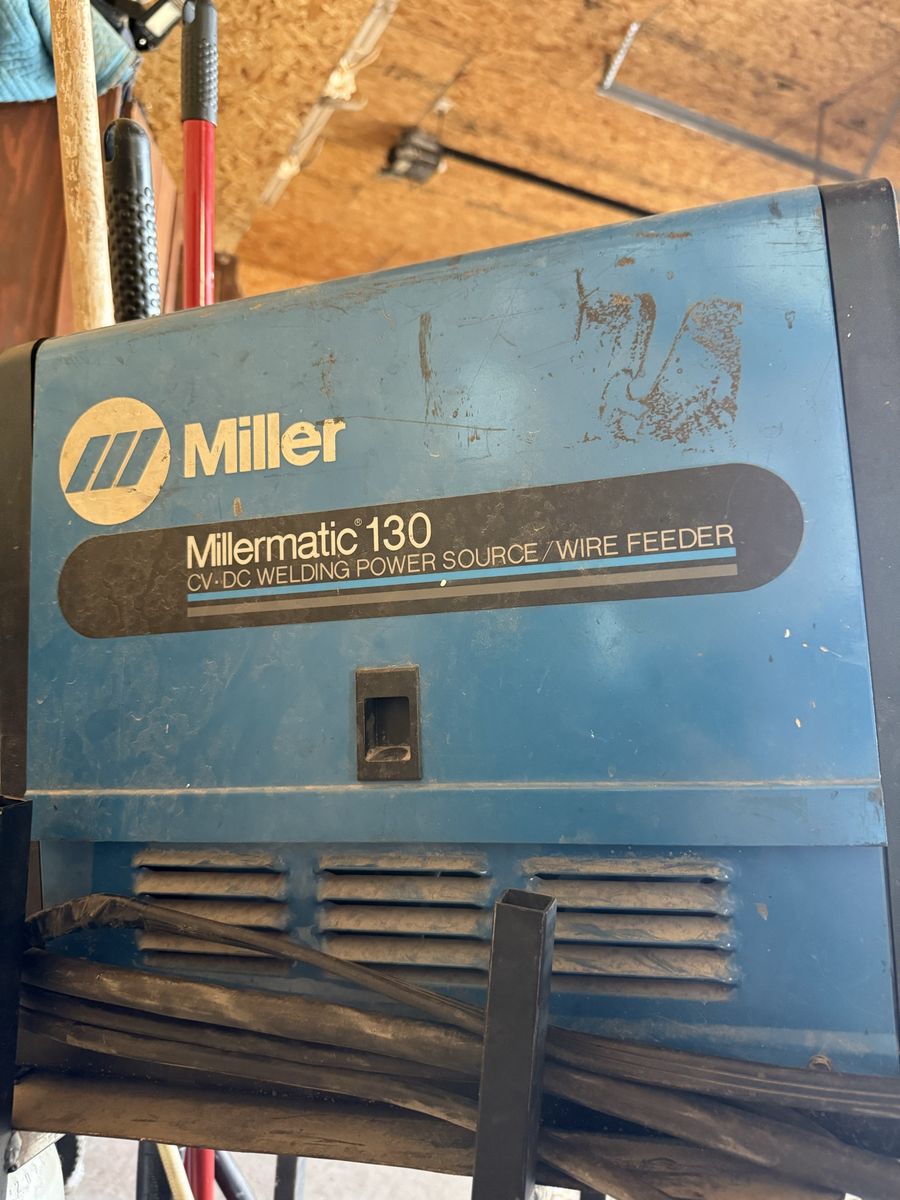 Miller
Millermatic® 130
CV·DC WELDING POWER SOURCE/WIRE FEEDER